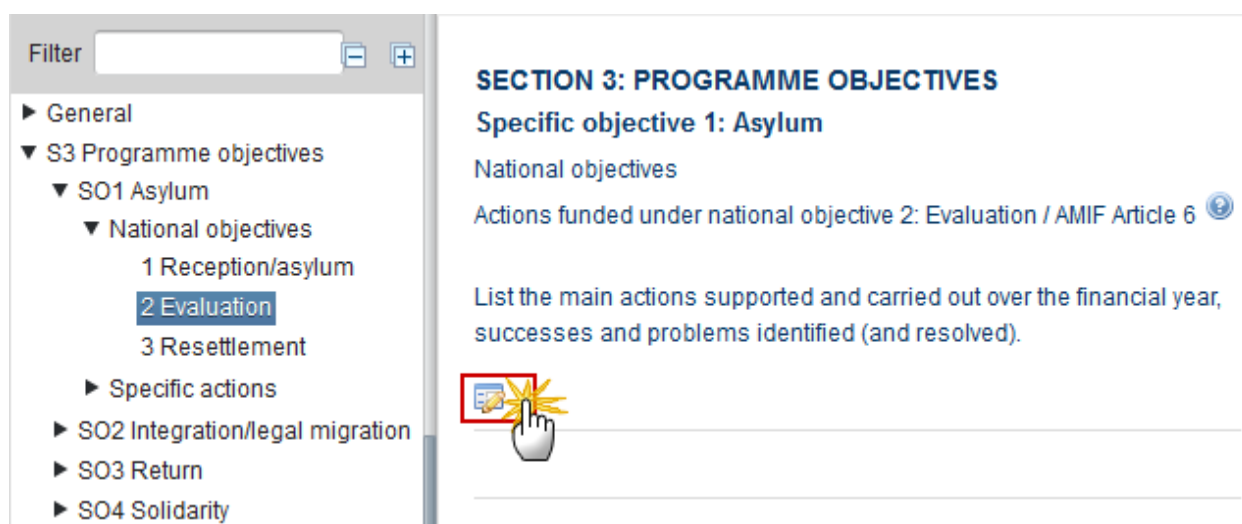 Filter
General
S3 Programme objectives
SO1 Asylum
National objectives
1 Reception/asylum
2 Evaluation
3 Resettlement
Specific actions
SO2 Integration/legal migration
SO3 Return
SO4 Solidarity
SECTION 3: PROGRAMME OBJECTIVES
Specific objective 1: Asylum
National objectives
Actions funded under national objective 2: Evaluation / AMIF Article 6
List the main actions supported and carried out over the financial year,
successes and problems identified (and resolved).